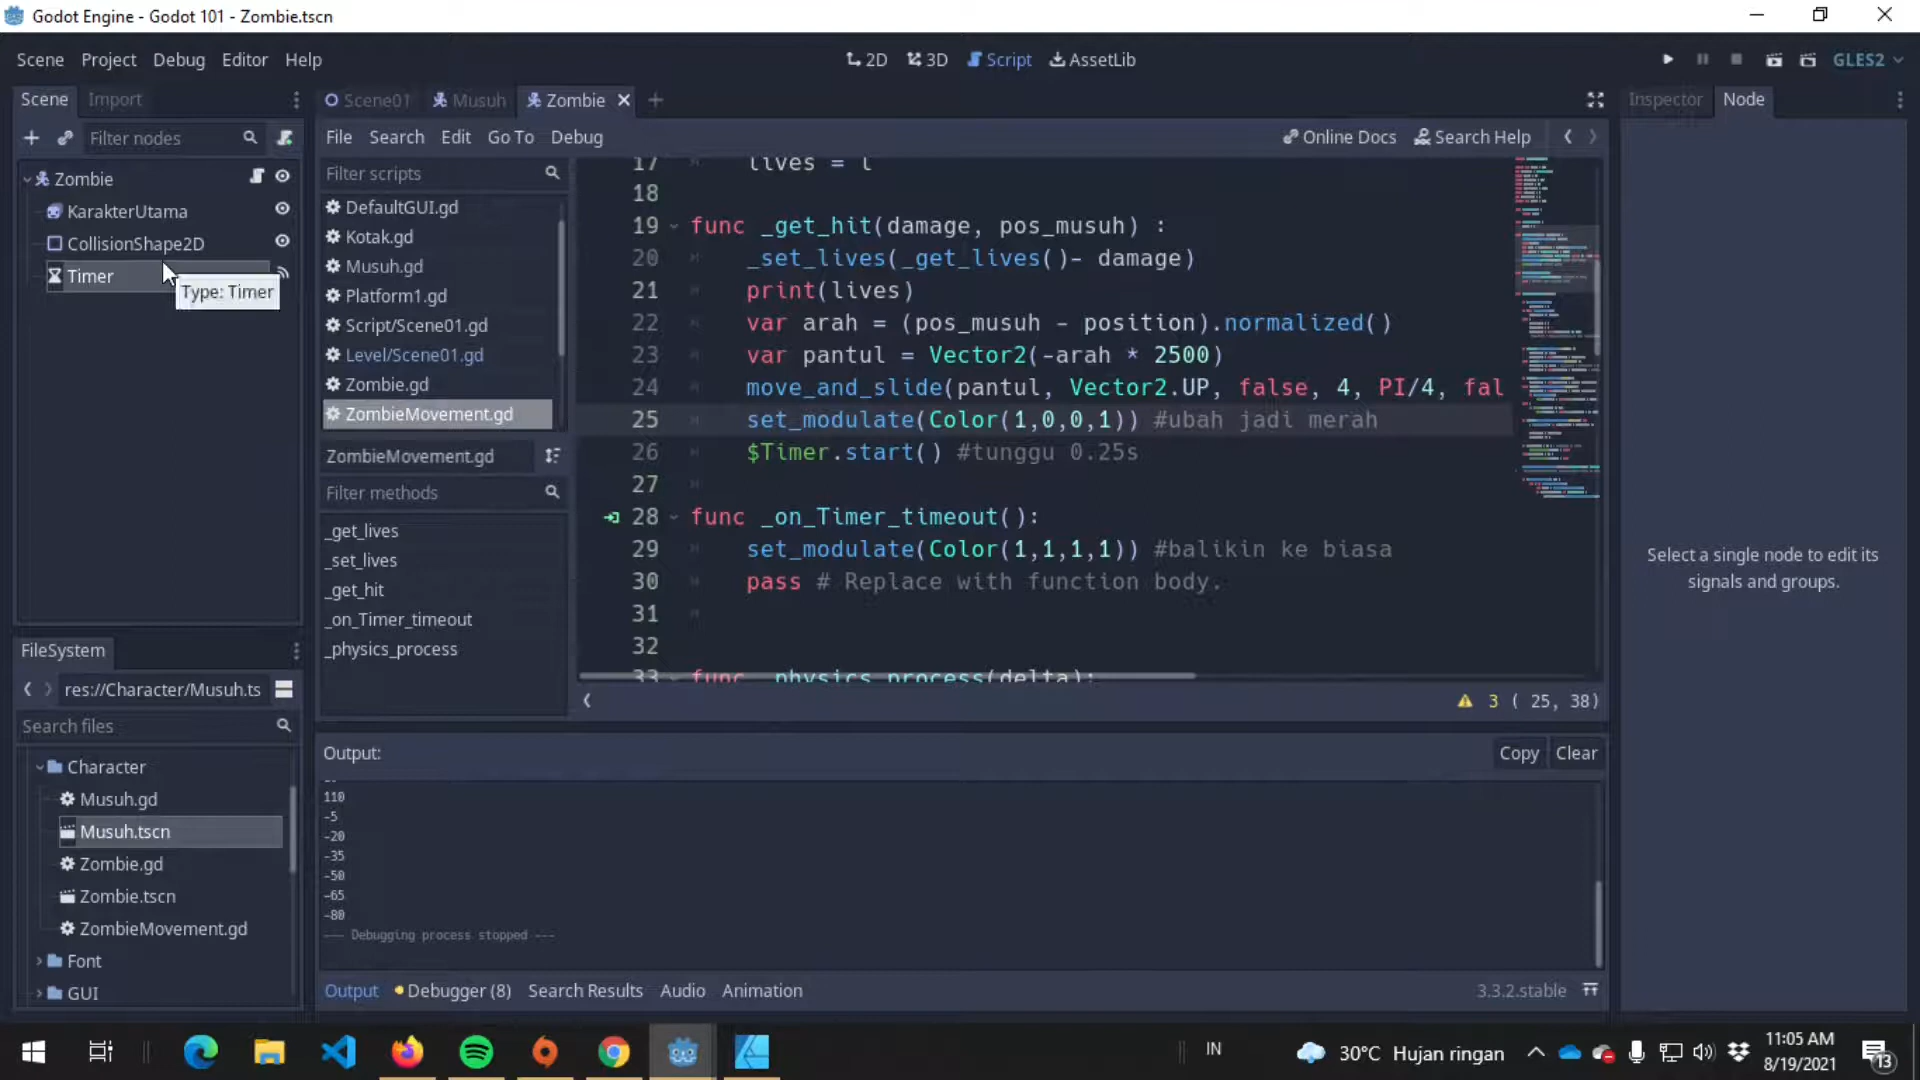 Godot Engine - Godot 101 - Zombie.tscn
Scene Project Debug Editor Help
2D 3D Script AssetLib
GLES2
Scene Import
Filter nodes
Zombie
KarakterUtama
CollisionShape2D
Timer
Type: Timer
FileSystem
res://Character/Musuh.ts
Search files
Character
Musuh.gd
Musuh.tscn
Zombie.gd
Zombie.tscn
ZombieMovement.gd
Font
GUI
Scene01 Musuh Zombie
File Search Edit Go To Debug
Online Docs Search Help
Filter scripts
DefaultGUI.gd
Kotak.gd
Musuh.gd
Platform1.gd
Script/Scene01.gd
Level/Scene01.gd
Zombie.gd
ZombieMovement.gd
ZombieMovement.gd
Filter methods
_get_lives
_set_lives
_get_hit
_on_Timer_timeout
_physics_process
17 lives = l
18
19 func _get_hit(damage, pos_musuh) :
20 _set_lives(_get_lives()- damage)
21 print(lives)
22 var arah = (pos_musuh - position).normalized()
23 var pantul = Vector2(-arah * 2500)
24 move_and_slide(pantul, Vector2.UP, false, 4, PI/4, fal
25 set_modulate(Color(1,0,0,1)) #ubah jadi merah
26 $Timer.start() #tunggu 0.25s
27
28 func _on_Timer_timeout():
29 set_modulate(Color(1,1,1,1)) #balikin ke biasa
30 pass # Replace with function body.
31
32
33 func _physics_process(delta):
3 ( 25, 38)
Output:
Copy Clear
110
-5
-20
-35
-50
-65
-80
--- Debugging process stopped ---
Output Debugger (8) Search Results Audio Animation
3.3.2.stable
Inspector Node
Select a single node to edit its
signals and groups.
IN
30°C Hujan ringan
11:05 AM
8/19/2021
13